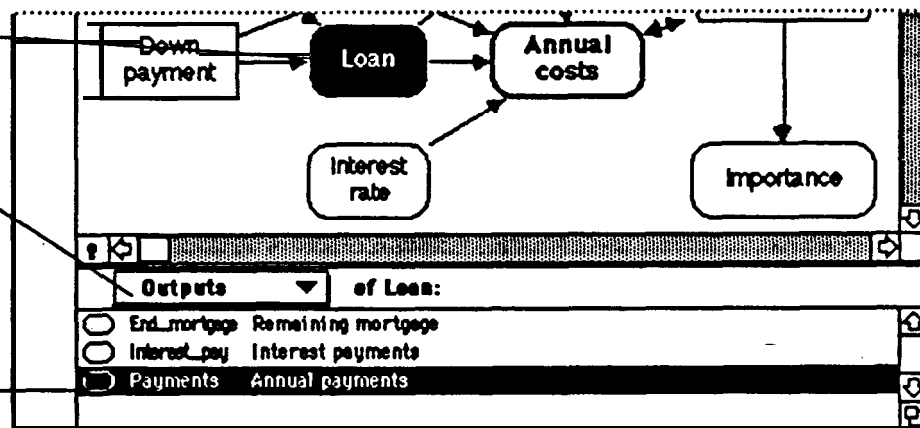 Down
payment
Loan
Annual
costs
Interest
rate
Importance
Outputs of Loan:
End_mortgage Remaining mortgage
Interest_pay Interest payments
Payments Annual payments